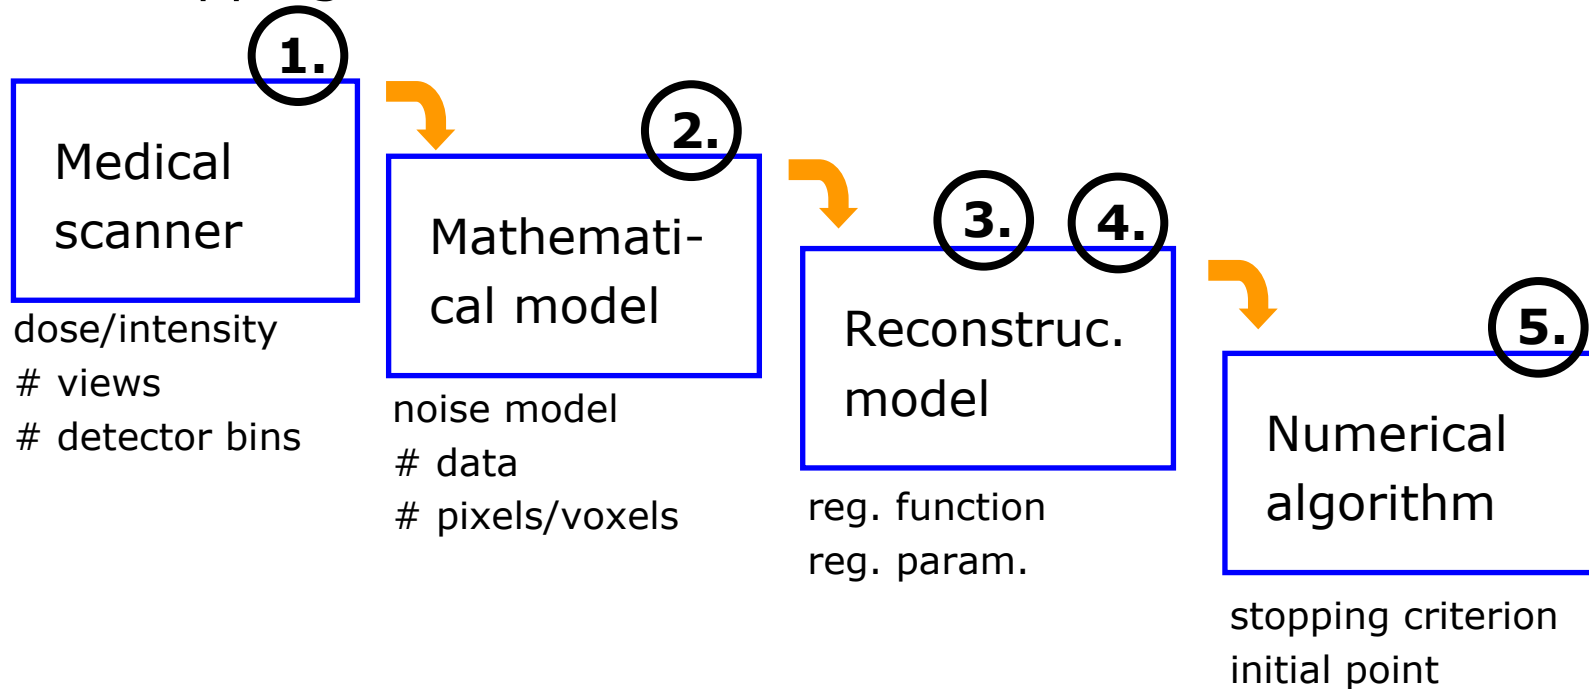 1.
Medical
scanner
dose/intensity
# views
# detector bins
2.
Mathemati-
cal model
noise model
# data
# pixels/voxels
3.
4.
Reconstruc.
model
reg. function
reg. param.
5.
Numerical
algorithm
stopping criterion
initial point